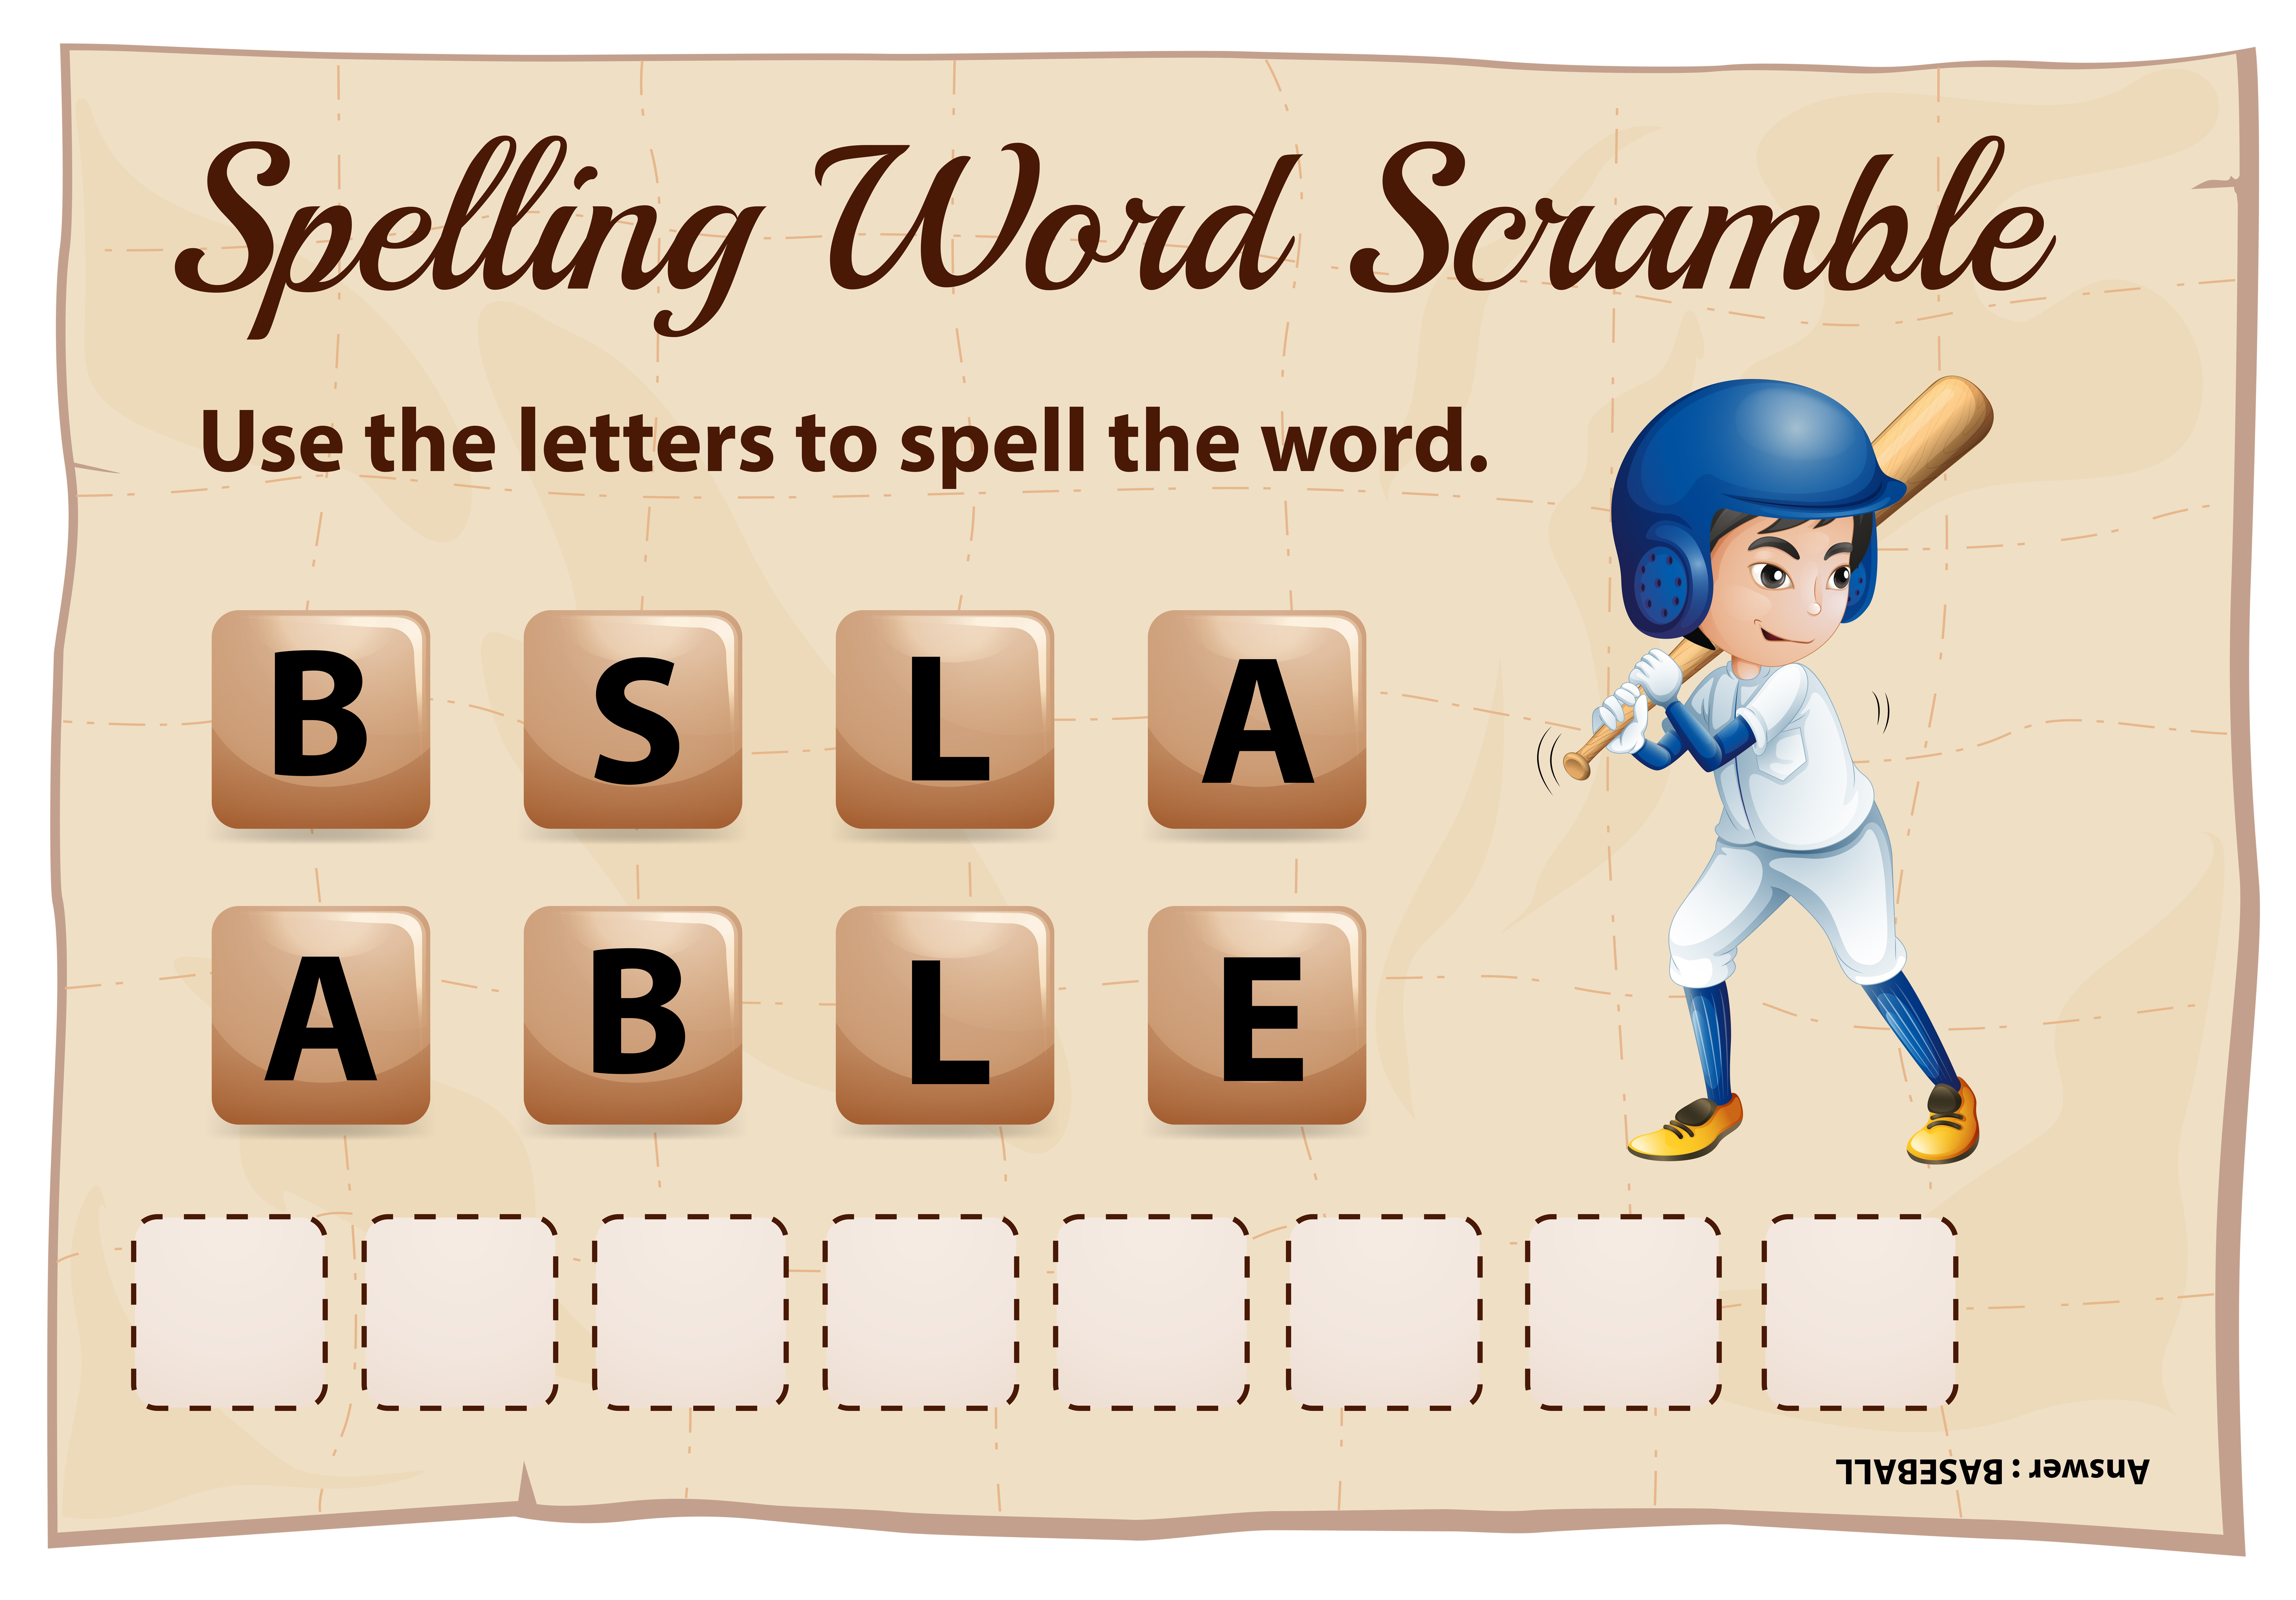 Spelling Word Scramble
Use the letters to spell the word.
B S L A
A B L E
Answer : BASEBALL